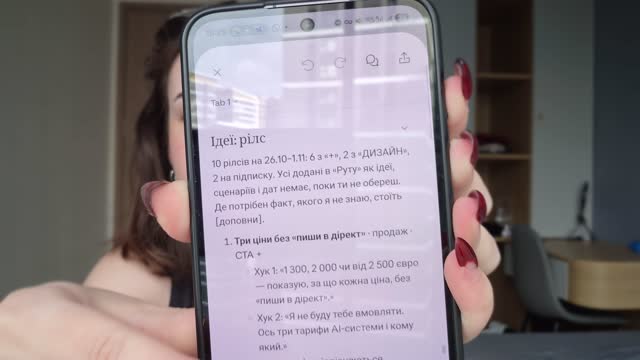 Tab 1
Ідеї: рілс
10 рілсів на 26.10–1.11: 6 з «+», 2 з «ДИЗАЙН»,
2 на підписку. Усі додані в «Руту» як ідеї,
сценаріїв і дат немає, поки ти не обереш.
Де потрібен факт, якого я не знаю, стоїть
[доповни].
1. Три ціни без «пиши в дірект» · продаж ·
СТА +
Хук 1: «1 300, 2 000 чи від 2 500 євро
— показую, за що кожна ціна, без
«пиши в дірект».»
Хук 2: «Я не буду тебе вмовляти.
Ось три тарифи AI-системи і кому
який.»